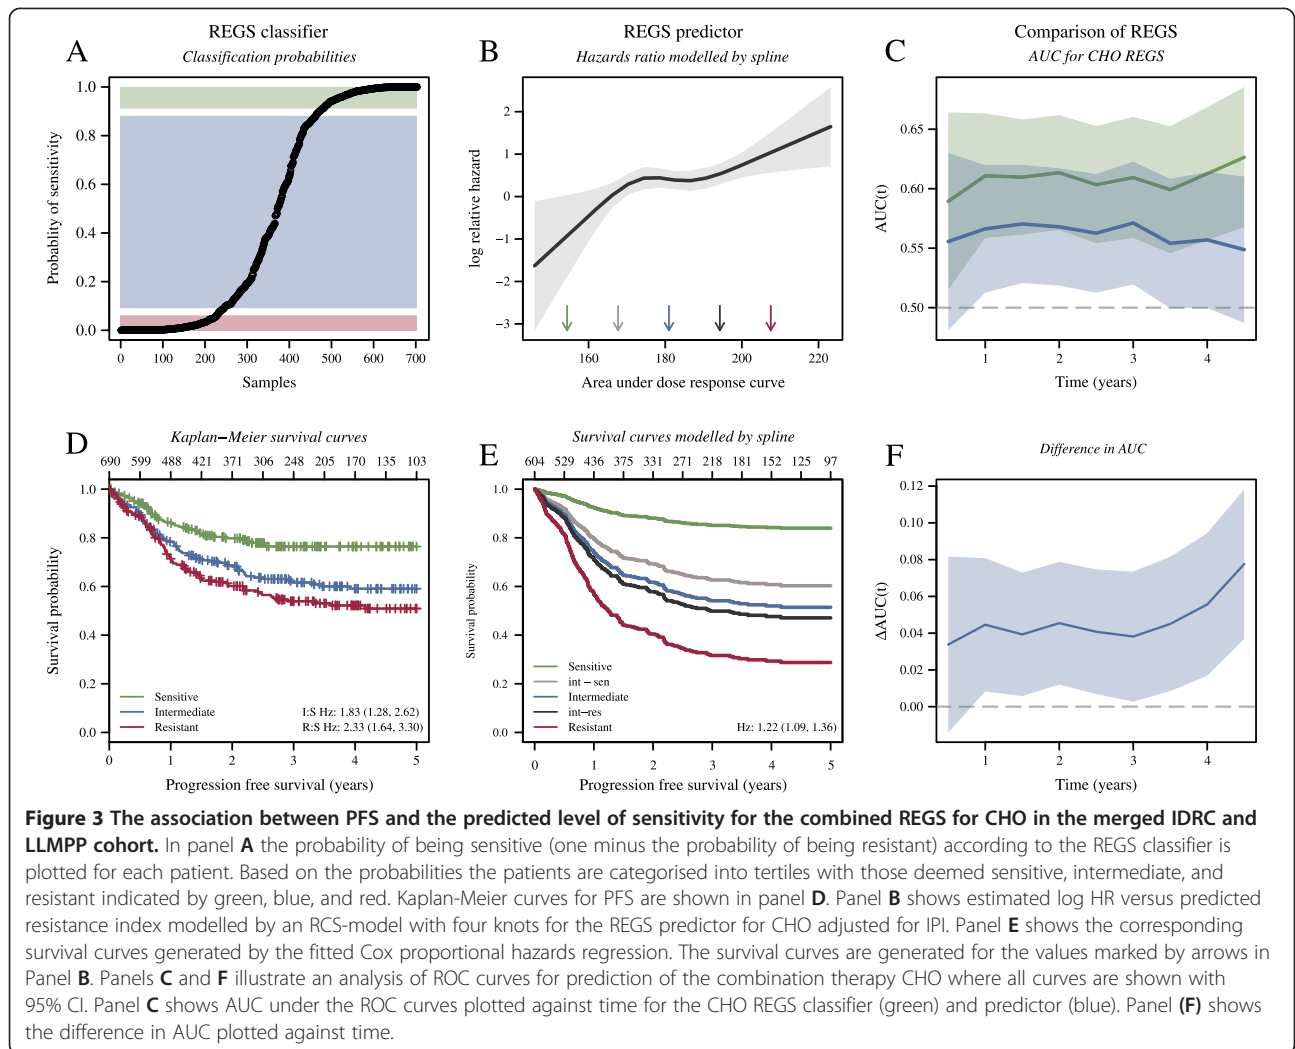 REGS classifier
A
Classification probabilities
Probablity of sensitivity
1.0
0.8
0.6
0.4
0.2
0.0
0 100 200 300 400 500 600 700
Samples
REGS predictor
B
Hazards ratio modelled by spline
log relative hazard
2
1
0
−1
−2
−3
160 180 200 220
Area under dose response curve
Comparison of REGS
C
AUC for CHO REGS
AUC(t)
0.65
0.60
0.55
0.50
1 2 3 4
Time (years)
D
Kaplan−Meier survival curves
690 599 488 421 371 306 248 205 170 135 103
Survival probability
1.0
0.8
0.6
0.4
0.2
0.0
Sensitive
Intermediate
Resistant
I:S Hz: 1.83 (1.28, 2.62)
R:S Hz: 2.33 (1.64, 3.30)
0 1 2 3 4 5
Progression free survival (years)
E
Survival curves modelled by spline
604 529 436 375 331 271 218 181 152 125 97
Survival probability
1.0
0.8
0.6
0.4
0.2
0.0
Sensitive
int − sen
Intermediate
int−res
Resistant
Hz: 1.22 (1.09, 1.36)
0 1 2 3 4 5
Progression free survival (years)
F
Difference in AUC
ΔAUC(t)
0.12
0.10
0.08
0.06
0.04
0.02
0.00
1 2 3 4
Time (years)
Figure 3 The association between PFS and the predicted level of sensitivity for the combined REGS for CHO in the merged IDRC and
LLMPP cohort. In panel A the probability of being sensitive (one minus the probability of being resistant) according to the REGS classifier is
plotted for each patient. Based on the probabilities the patients are categorised into tertiles with those deemed sensitive, intermediate, and
resistant indicated by green, blue, and red. Kaplan-Meier curves for PFS are shown in panel D. Panel B shows estimated log HR versus predicted
resistance index modelled by an RCS-model with four knots for the REGS predictor for CHO adjusted for IPI. Panel E shows the corresponding
survival curves generated by the fitted Cox proportional hazards regression. The survival curves are generated for the values marked by arrows in
Panel B. Panels C and F illustrate an analysis of ROC curves for prediction of the combination therapy CHO where all curves are shown with
95% CI. Panel C shows AUC under the ROC curves plotted against time for the CHO REGS classifier (green) and predictor (blue). Panel (F) shows
the difference in AUC plotted against time.